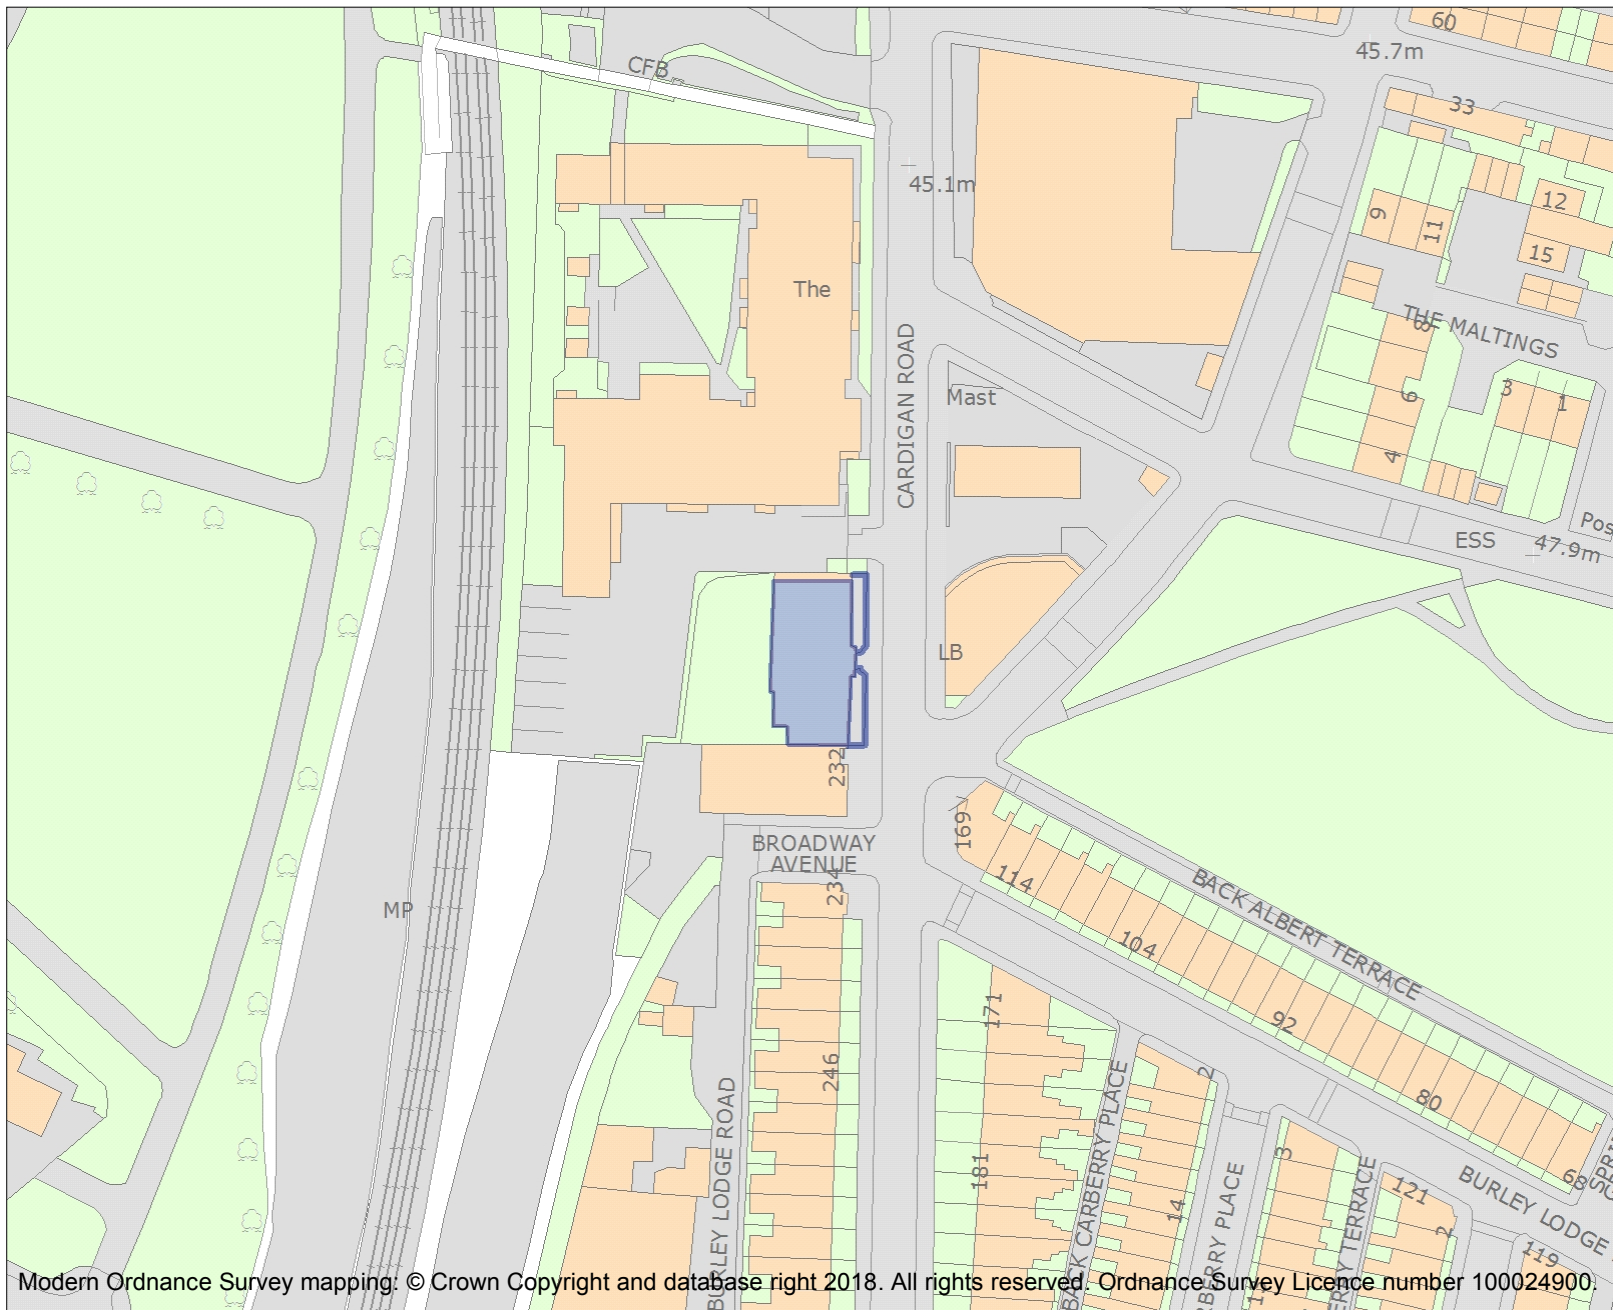 60
45.7m
CFB
33
45.1m
12
9
11
15
The
THE MALTINGS
8
CARDIGAN ROAD
Mast
6
3
1
4
ESS
47.9m
LB
232
169
BROADWAY
AVENUE
234
114
BACK ALBERT TERRACE
MP
104
171
92
246
2
80
BURLEY LODGE ROAD
BACK CARBERRY PLACE
181
14
3
68
121
BURLEY LODGE
2
119
Modern Ordnance Survey mapping: © Crown Copyright and database right 2018. All rights reserved. Ordnance Survey Licence number 100024900.